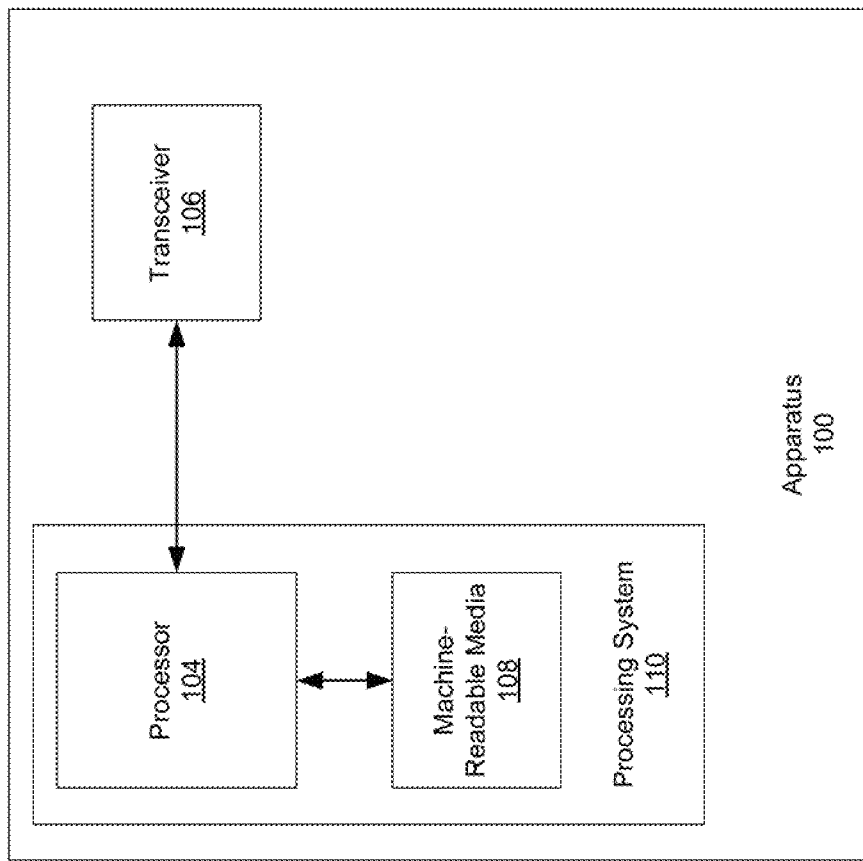 Processor
104
Transceiver
106
Machine-
Readable Media
108
Processing System
110
Apparatus
100